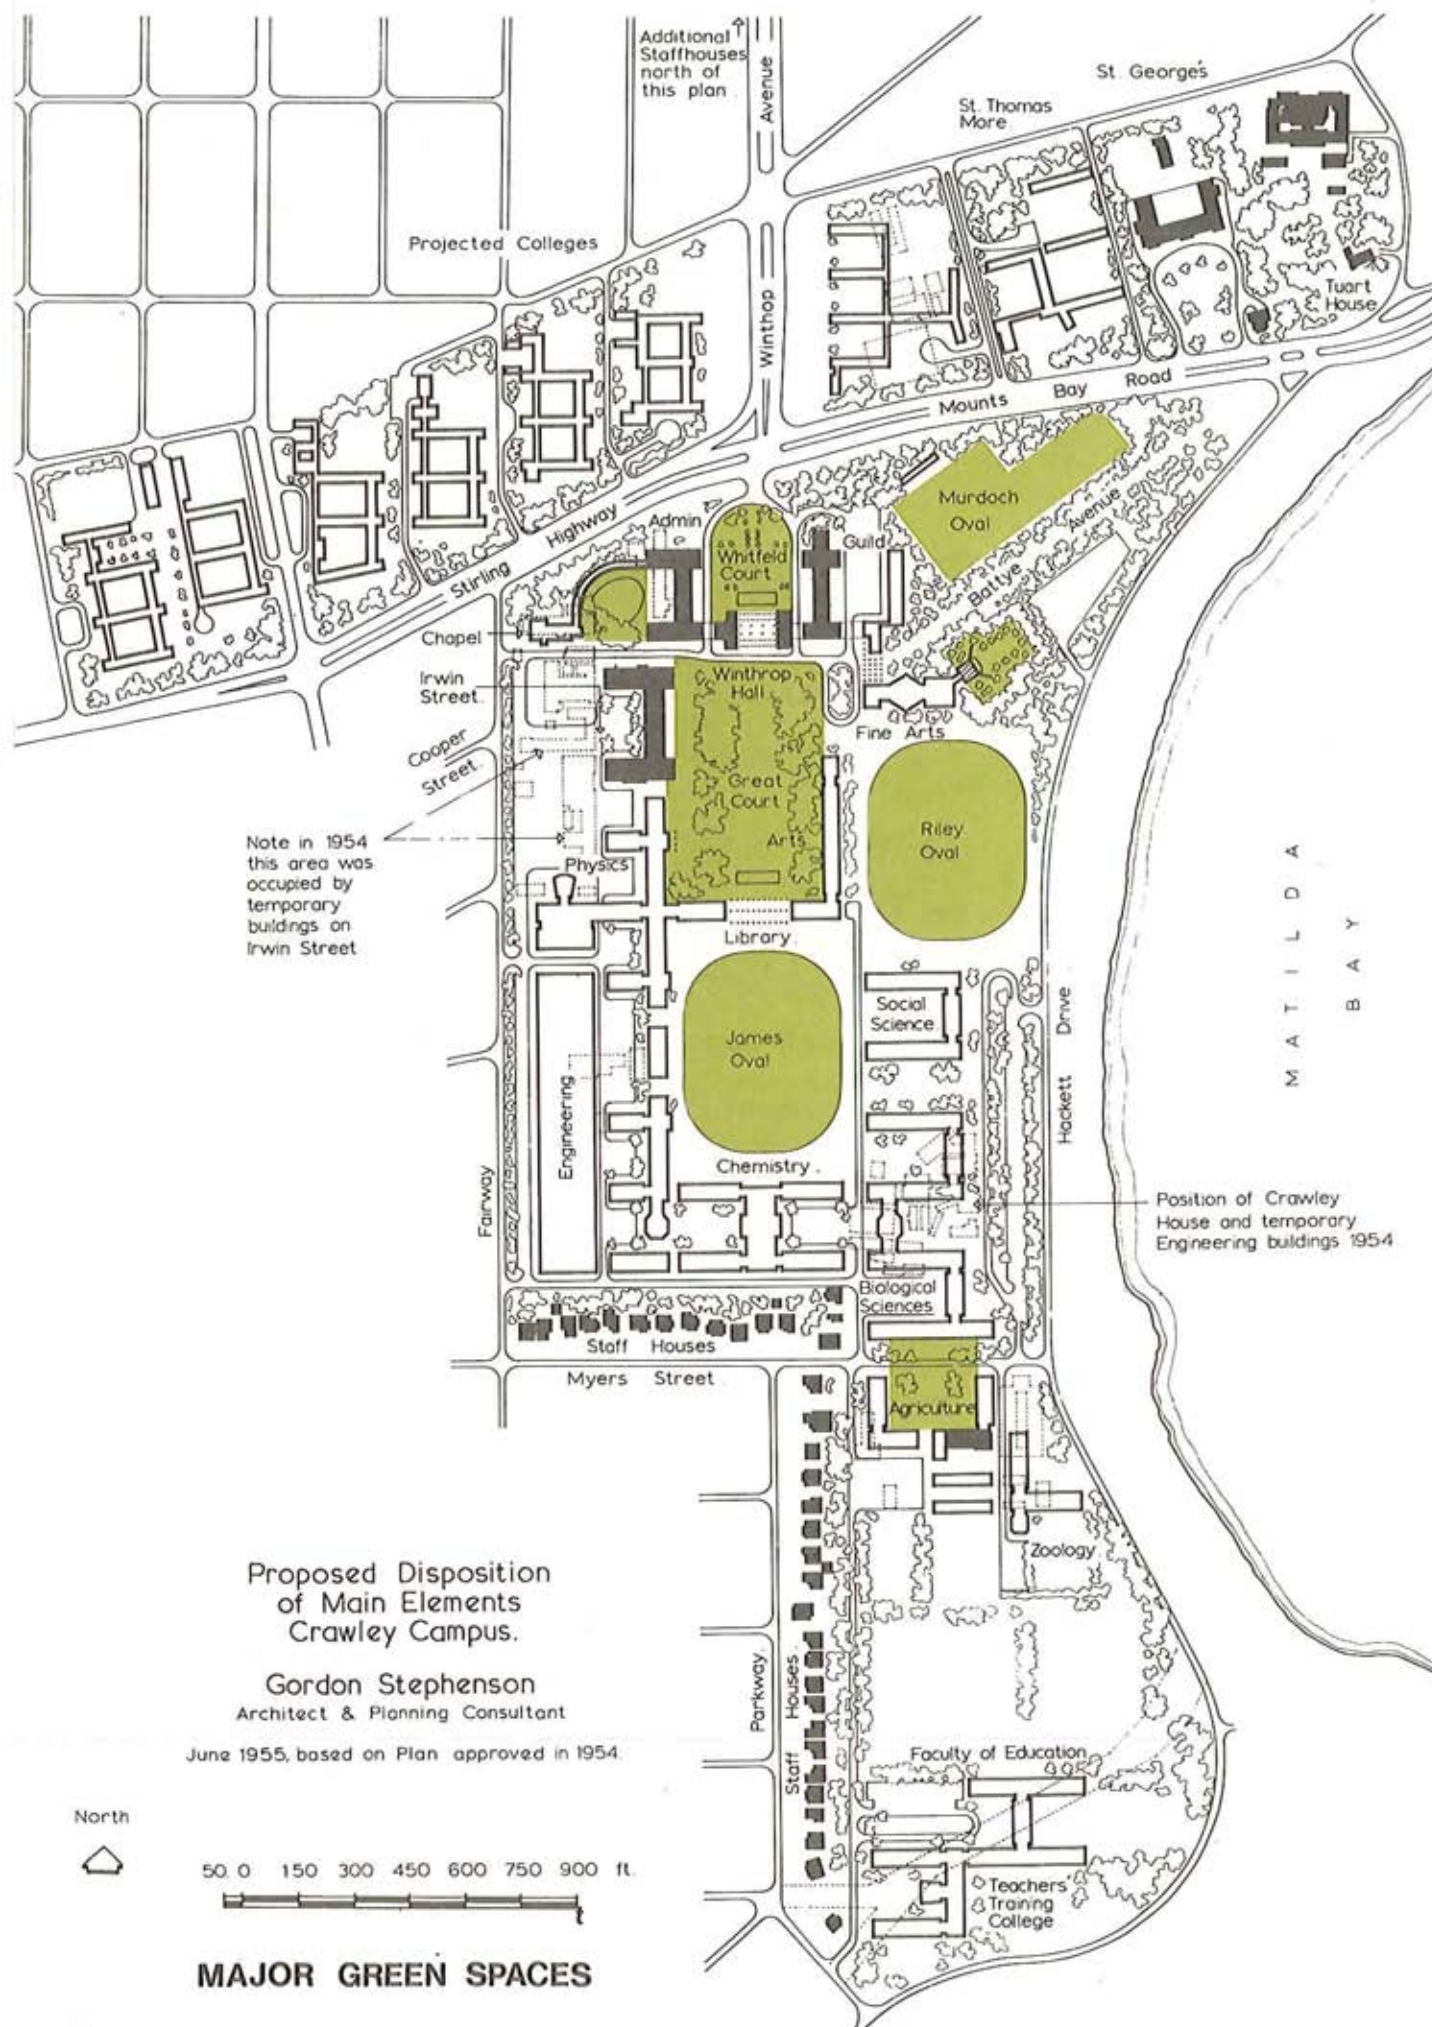 Additional
Staffhouses
north of
this plan
Avenue
St. George's
St. Thomas
More
Projected Colleges
Winthop
Tuart
House
Mounts Bay Road
Murdoch
Oval
Avenue
Battye
Admin
Whitfeld
Court
Guild
Highway
Stirling
Chapel
Irwin
Street.
Winthrop
Hall
Cooper
Street.
Fine Arts
Great
Court
Arts
Riley
Oval
Note in 1954
this area was
occupied by
temporary
buildings on
Irwin Street
Physics
Library
MATILDA
BAY
Social
Science
James
Oval
Hackett Drive
Engineering
Fairway
Chemistry
Position of Crawley
House and temporary
Engineering buildings 1954
Biological
Sciences
Staff Houses
Myers Street
Agriculture
Zoology
Proposed Disposition
of Main Elements
Crawley Campus.
Gordon Stephenson
Architect & Planning Consultant
June 1955, based on Plan approved in 1954.
Parkway
Staff Houses
Faculty of Education
Teachers'
Training
College
North
50 0 150 300 450 600 750 900 ft.
MAJOR GREEN SPACES